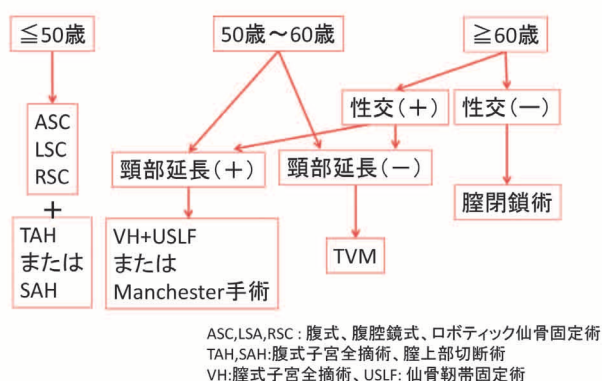 ≦50歳
50歳～60歳
≧60歳
性交(＋)
性交(－)
ASC
LSC
RSC
＋
TAH
または
SAH
頸部延長(＋)
頸部延長(－)
膣閉鎖術
VH+USLF
または
Manchester手術
TVM
ASC,LSA,RSC : 腹式、腹腔鏡式、ロボティック仙骨固定術
TAH,SAH:腹式子宮全摘術、膣上部切断術
VH:膣式子宮全摘術、USLF: 仙骨靭帯固定術